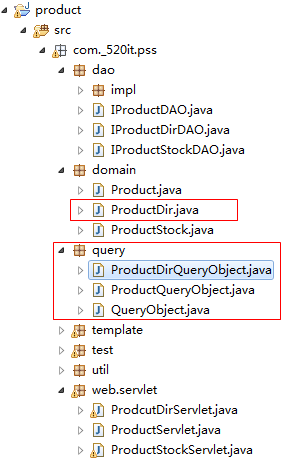 product
src
com._520it.pss
dao
impl
IProductDAO.java
IProductDirDAO.java
IProductStockDAO.java
domain
Product.java
ProductDir.java
ProductStock.java
query
ProductDirQueryObject.java
ProductQueryObject.java
QueryObject.java
template
test
util
web.servlet
ProdcutDirServlet.java
ProductServlet.java
ProductStockServlet.java